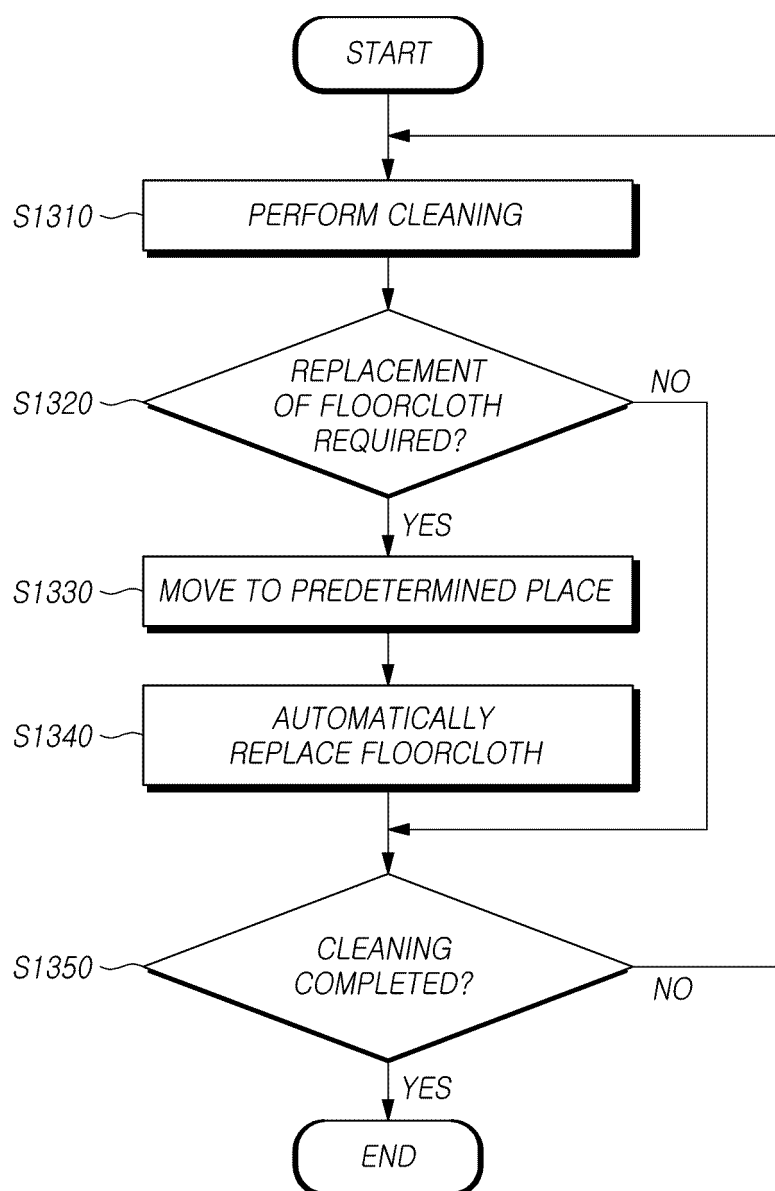 START
S1310
PERFORM CLEANING
S1320
REPLACEMENT
OF FLOORCLOTH
REQUIRED?
NO
YES
S1330
MOVE TO PREDETERMINED PLACE
S1340
AUTOMATICALLY
REPLACE FLOORCLOTH
S1350
CLEANING
COMPLETED?
NO
YES
END